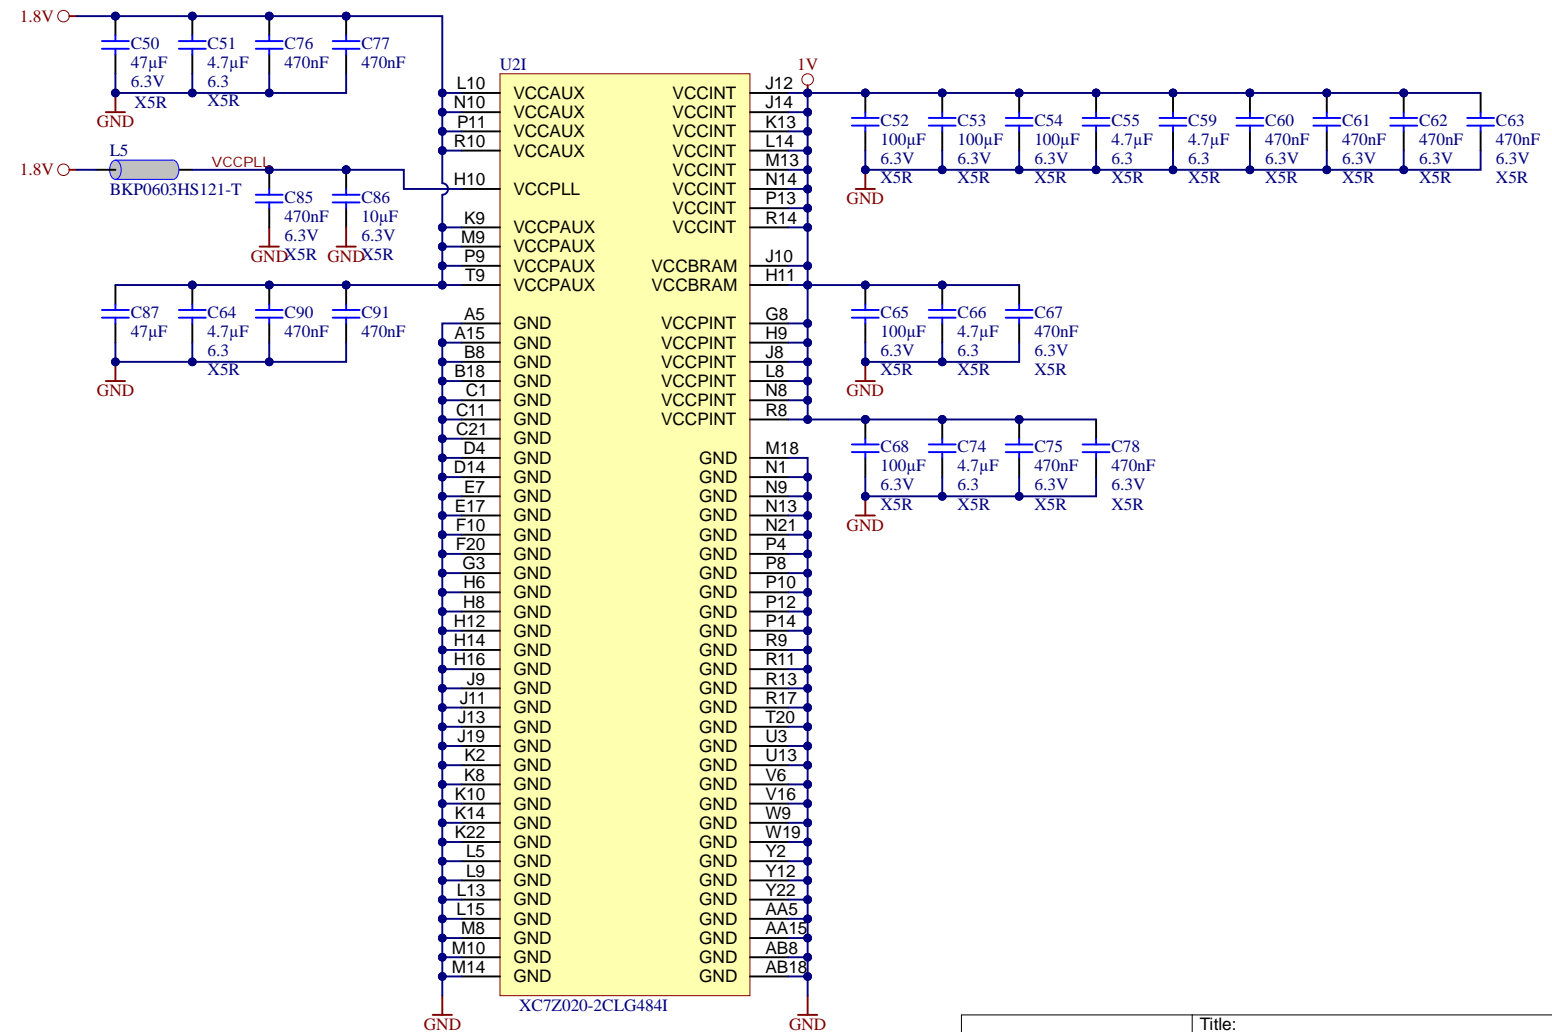 1.8V
C50
47µF
6.3V
X5R
C51
4.7µF
6.3
X5R
C76
470nF
C77
470nF
GND
1.8V
L5
BKP0603HS121-T
VCCPLL
C85
470nF
6.3V
X5R
GND
C86
10µF
6.3V
X5R
GND
C87
47µF
C64
4.7µF
6.3
X5R
C90
470nF
C91
470nF
GND
U2I
L10 VCCAUX
N10 VCCAUX
P11 VCCAUX
R10 VCCAUX
H10 VCCPLL
K9 VCCPAUX
M9 VCCPAUX
P9 VCCPAUX
T9 VCCPAUX
A5 GND
A15 GND
B8 GND
B18 GND
C1 GND
C11 GND
C21 GND
D4 GND
D14 GND
E7 GND
E17 GND
F10 GND
F20 GND
G3 GND
H6 GND
H8 GND
H12 GND
H14 GND
H16 GND
J9 GND
J11 GND
J13 GND
J19 GND
K2 GND
K8 GND
K10 GND
K14 GND
K22 GND
L5 GND
L9 GND
L13 GND
L15 GND
M8 GND
M10 GND
M14 GND
GND
XC7Z020-2CLG484I
1V
VCCINT J12
VCCINT J14
VCCINT K13
VCCINT L14
VCCINT M13
VCCINT N14
VCCINT P13
VCCINT R14
VCCBRAM J10
VCCBRAM H11
VCCPINT G8
VCCPINT H9
VCCPINT J8
VCCPINT L8
VCCPINT N8
VCCPINT R8
GND M18
GND N1
GND N9
GND N13
GND N21
GND P4
GND P8
GND P10
GND P12
GND P14
GND R9
GND R11
GND R13
GND R17
GND T20
GND U3
GND U13
GND V6
GND V16
GND W9
GND W19
GND Y2
GND Y12
GND Y22
GND AA5
GND AA15
GND AB8
GND AB18
GND
C52
100µF
6.3V
X5R
C53
100µF
6.3V
X5R
C54
100µF
6.3V
X5R
C55
4.7µF
6.3
X5R
C59
4.7µF
6.3
X5R
C60
470nF
6.3V
X5R
C61
470nF
6.3V
X5R
C62
470nF
6.3V
X5R
C63
470nF
6.3V
X5R
GND
C65
100µF
6.3V
X5R
C66
4.7µF
6.3
X5R
C67
470nF
6.3V
X5R
GND
C68
100µF
6.3V
X5R
C74
4.7µF
6.3
X5R
C75
470nF
6.3V
X5R
C78
470nF
6.3V
X5R
GND
Title: